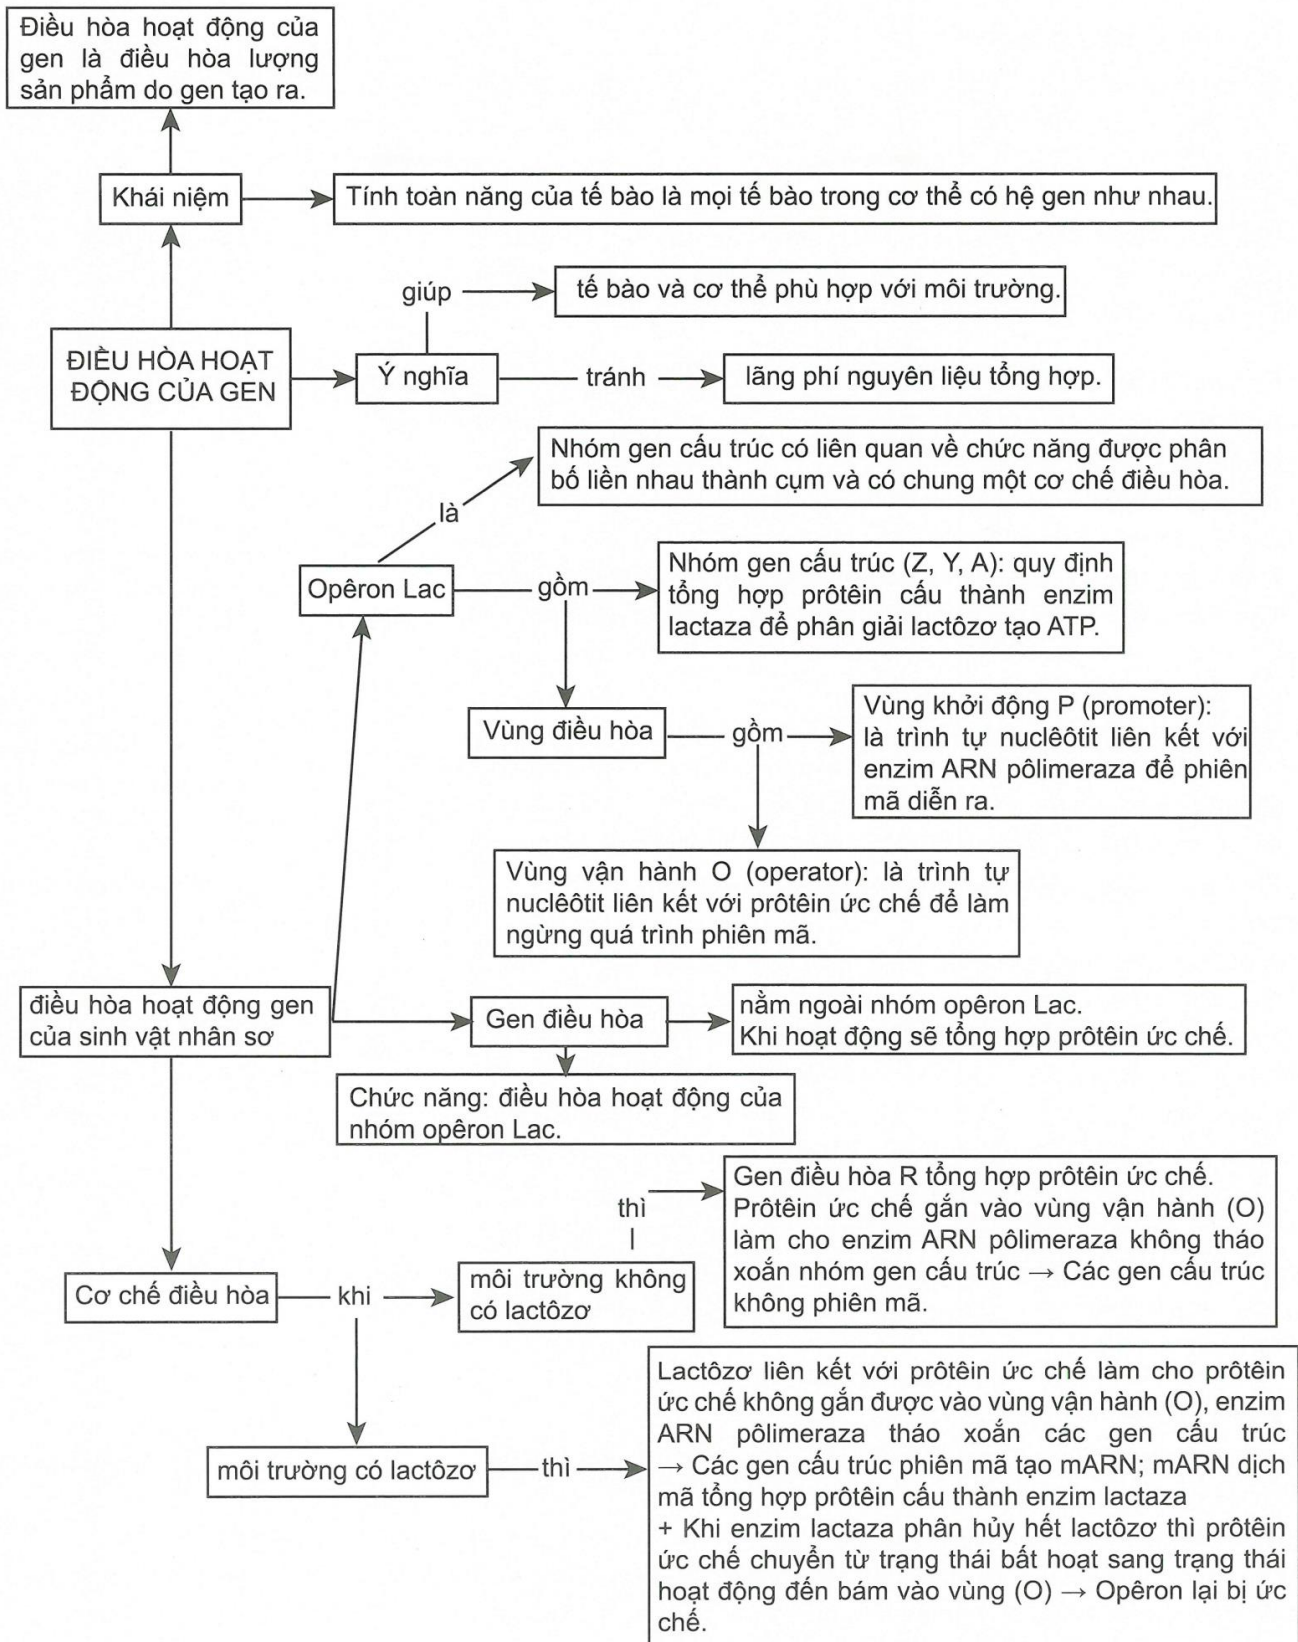 Điều hòa hoạt động của
gen là điều hòa lượng
sản phẩm do gen tạo ra.
Khái niệm
Tính toàn năng của tế bào là mọi tế bào trong cơ thể có hệ gen như nhau.
giúp
tế bào và cơ thể phù hợp với môi trường.
ĐIỀU HÒA HOẠT
ĐỘNG CỦA GEN
Ý nghĩa
tránh
lãng phí nguyên liệu tổng hợp.
Nhóm gen cấu trúc có liên quan về chức năng được phân
bố liền nhau thành cụm và có chung một cơ chế điều hòa.
là
Opêron Lac
gồm
Nhóm gen cấu trúc (Z, Y, A): quy định
tổng hợp prôtêin cấu thành enzim
lactaza để phân giải lactôzơ tạo ATP.
Vùng điều hòa
gồm
Vùng khởi động P (promoter):
là trình tự nuclêôtit liên kết với
enzim ARN pôlimeraza để phiên
mã diễn ra.
Vùng vận hành O (operator): là trình tự
nuclêôtit liên kết với prôtêin ức chế để làm
ngừng quá trình phiên mã.
điều hòa hoạt động gen
của sinh vật nhân sơ
Gen điều hòa
nằm ngoài nhóm opêron Lac.
Khi hoạt động sẽ tổng hợp prôtêin ức chế.
Chức năng: điều hòa hoạt động của
nhóm opêron Lac.
Cơ chế điều hòa
khi
môi trường không
có lactôzơ
thì
Gen điều hòa R tổng hợp prôtêin ức chế.
Prôtêin ức chế gắn vào vùng vận hành (O)
làm cho enzim ARN pôlimeraza không tháo
xoắn nhóm gen cấu trúc → Các gen cấu trúc
không phiên mã.
môi trường có lactôzơ
thì
Lactôzơ liên kết với prôtêin ức chế làm cho prôtêin
ức chế không gắn được vào vùng vận hành (O), enzim
ARN pôlimeraza tháo xoắn các gen cấu trúc
→ Các gen cấu trúc phiên mã tạo mARN; mARN dịch
mã tổng hợp prôtêin cấu thành enzim lactaza
+ Khi enzim lactaza phân hủy hết lactôzơ thì prôtêin
ức chế chuyển từ trạng thái bất hoạt sang trạng thái
hoạt động đến bám vào vùng (O) → Opêron lại bị ức
chế.